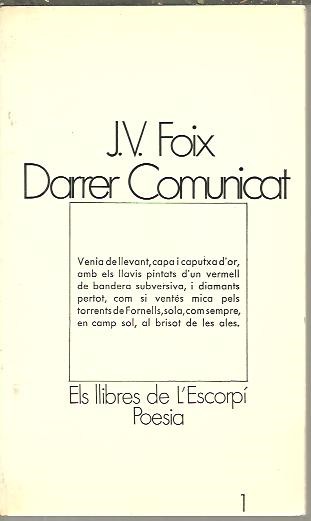 J.V. Foix
Darrer Comunicat
Venia de llevant, capa i caputxa d'or,
amb els llavis pintats d'un vermell
de bandera subversiva, i diamants
pertot, com si ventés mica pels
torrents de Fornells, sola, com sempre,
en camp sol, al brisot de les ales.
Els llibres de L'Escorpí
Poesia
1